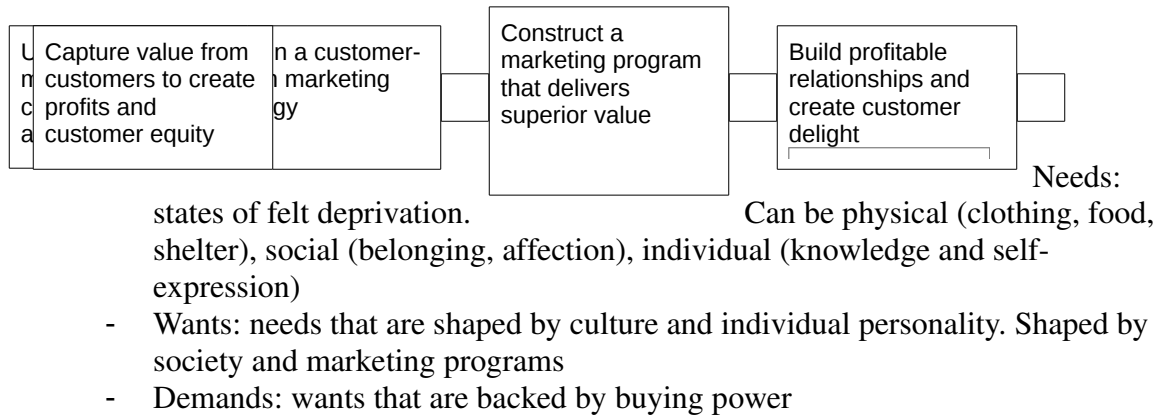 Capture value from
customers to create
profits and
customer equity
n a customer-
marketing
gy
Construct a
marketing program
that delivers
superior value
Build profitable
relationships and
create customer
delight
Needs:
states of felt deprivation. Can be physical (clothing, food,
shelter), social (belonging, affection), individual (knowledge and self-
expression)
- Wants: needs that are shaped by culture and individual personality. Shaped by
society and marketing programs
- Demands: wants that are backed by buying power